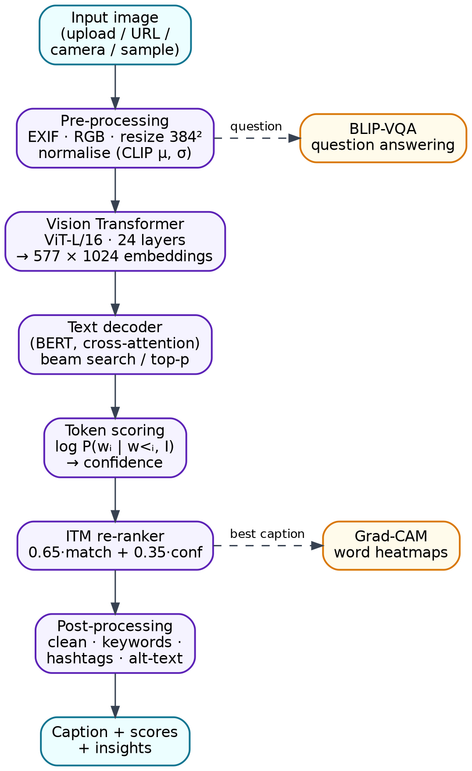 Input image
(upload / URL /
camera / sample)
Pre-processing
EXIF · RGB · resize 384²
normalise (CLIP μ, σ)
question
BLIP-VQA
question answering
Vision Transformer
ViT-L/16 · 24 layers
→ 577 × 1024 embeddings
Text decoder
(BERT, cross-attention)
beam search / top-p
Token scoring
log P(wᵢ | w<ᵢ, I)
→ confidence
ITM re-ranker
0.65·match + 0.35·conf
best caption
Grad-CAM
word heatmaps
Post-processing
clean · keywords ·
hashtags · alt-text
Caption + scores
+ insights